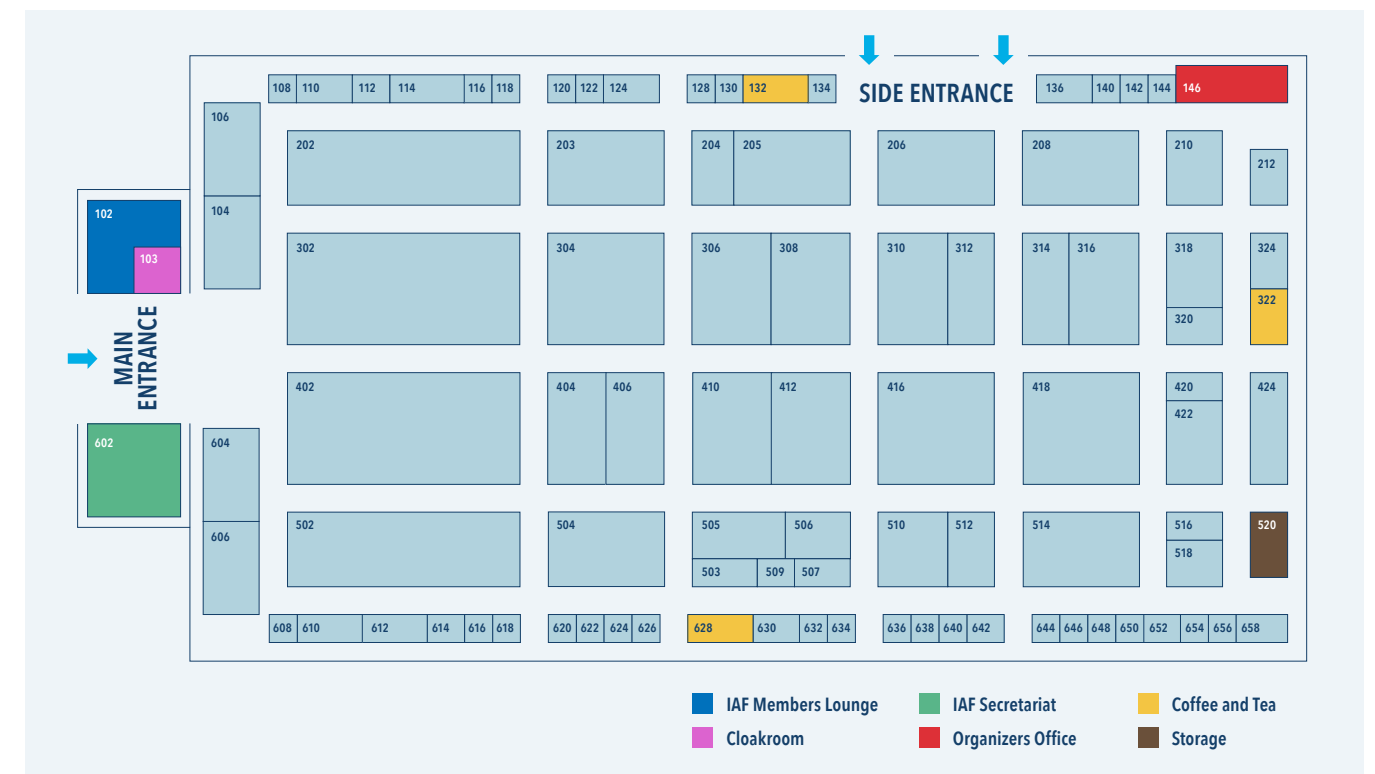 108 110 112 114 116 118 120 122 124 128 130 132 134 SIDE ENTRANCE 136 140 142 144 146
106
202 203 204 205 206 208 210
212
102 104
302 304 306 308 310 312 314 316 318 324
103
322
320
MAIN
ENTRANCE
402 404 406 410 412 416 418 420 424
422
602 604
502 504 505 506 510 512 514 516 520
606
518
503 509 507
608 610 612 614 616 618 620 622 624 626 628 630 632 634 636 638 640 642 644 646 648 650 652 654 656 658
IAF Members Lounge IAF Secretariat Coffee and Tea
Cloakroom Organizers Office Storage